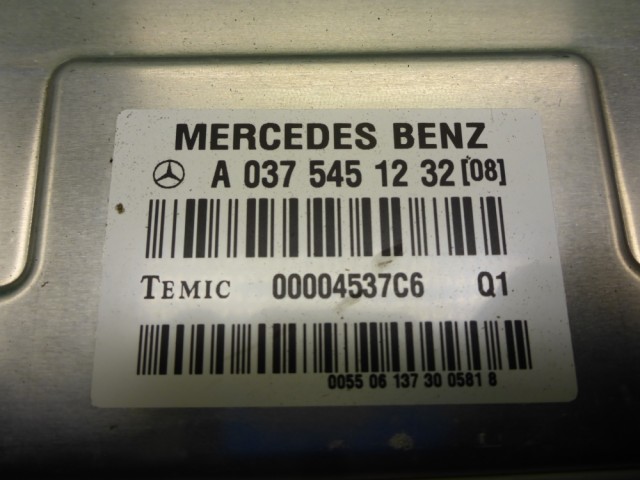 MERCEDES BENZ
A 037 545 12 32 [08]
TEMIC 00004537C6 Q1
0055 06 137 30 0581 8